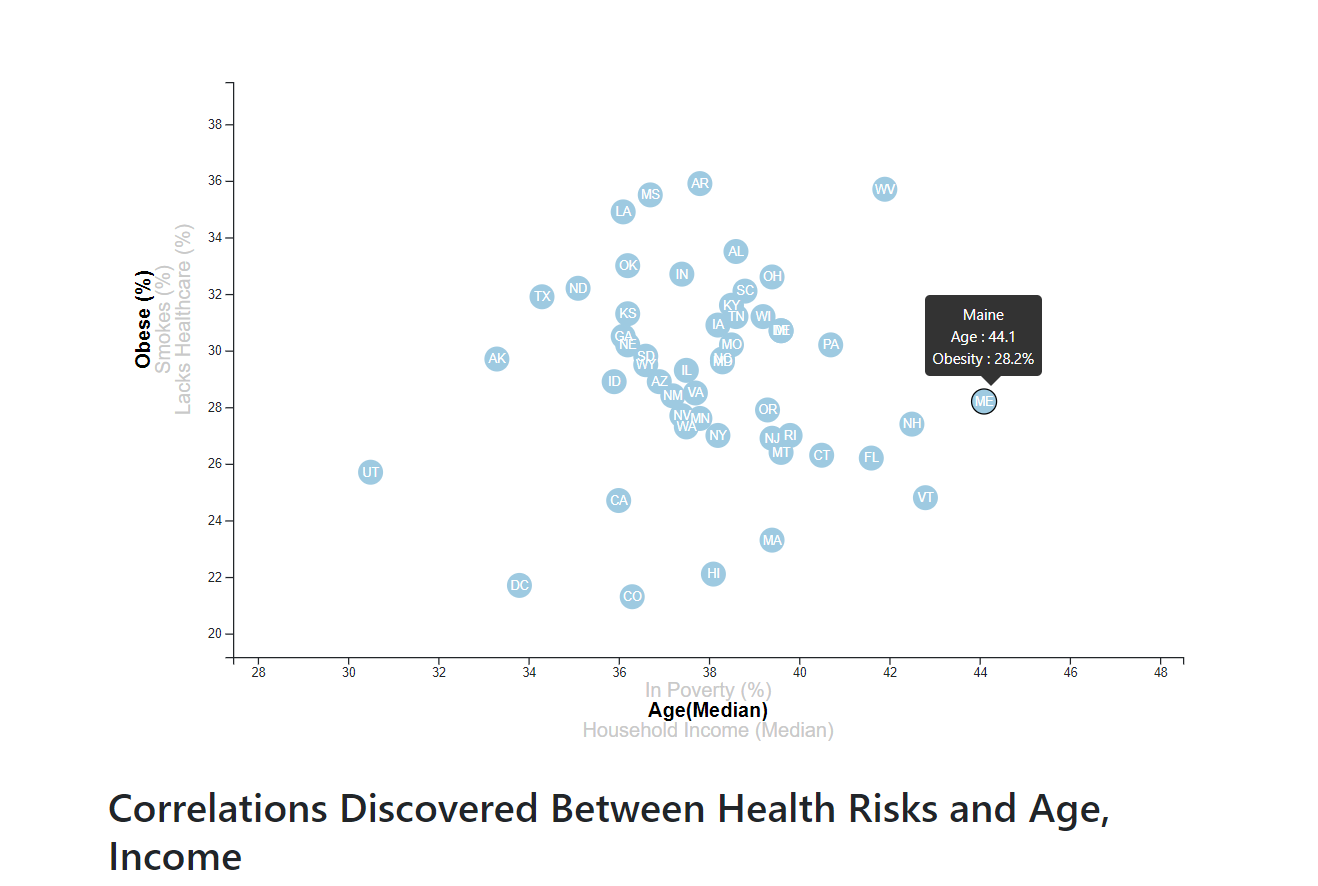 38
36
34
32
30
28
26
24
22
20
Obese (%)
Smokes (%)
Lacks Healthcare (%)
AR
WV
MS
LA
AL
OK
IN
OH
ND
SC
TX
KY
KS
TN
WI
IA
GA
NE
MO
PA
SD
AK
WY
MD
IL
ID
AZ
VA
NM
OR
NV
MN
WA
NY
NJ
RI
MT
CT
FL
NH
UT
VT
CA
MA
HI
DC
CO
ME
Maine
Age : 44.1
Obesity : 28.2%
28
30
32
34
36
38
40
42
44
46
48
In Poverty (%)
Age(Median)
Household Income (Median)
Correlations Discovered Between Health Risks and Age,
Income